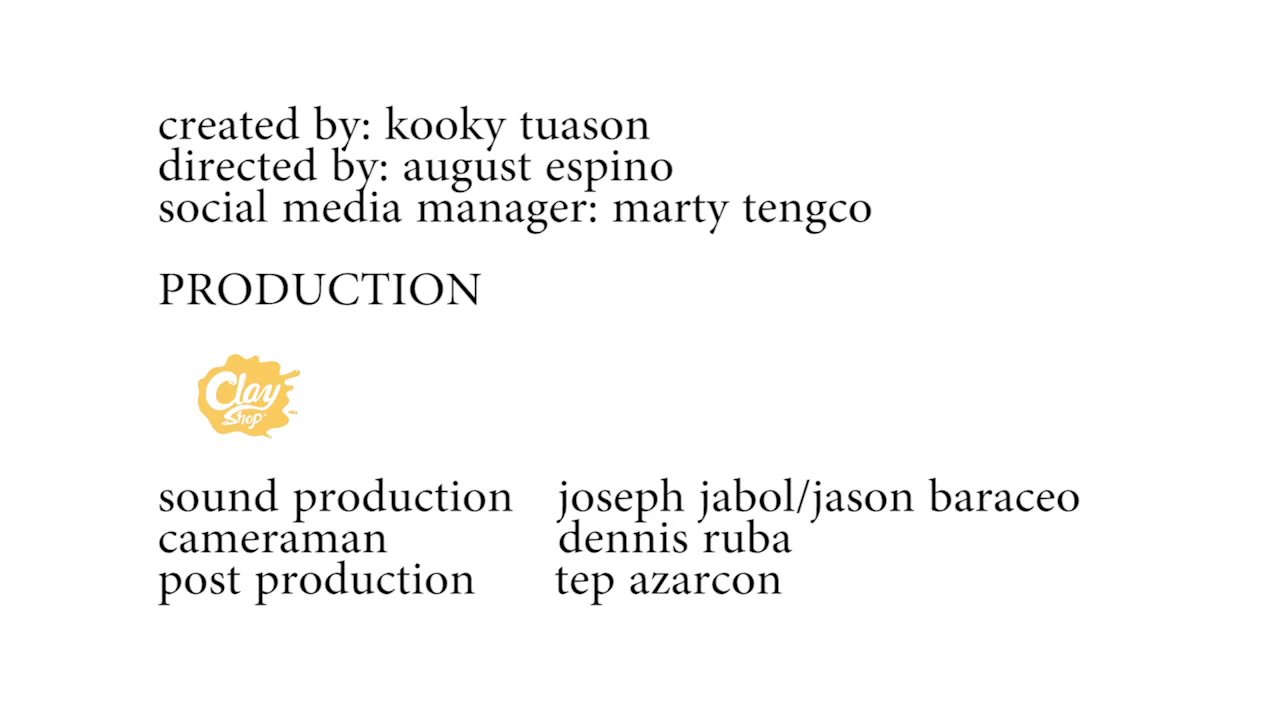 created by: kooky tuason
directed by: august espino
social media manager: marty tengco
PRODUCTION
Clay
Shop
sound production joseph jabol/jason baraceo
cameraman dennis ruba
post production tep azarcon